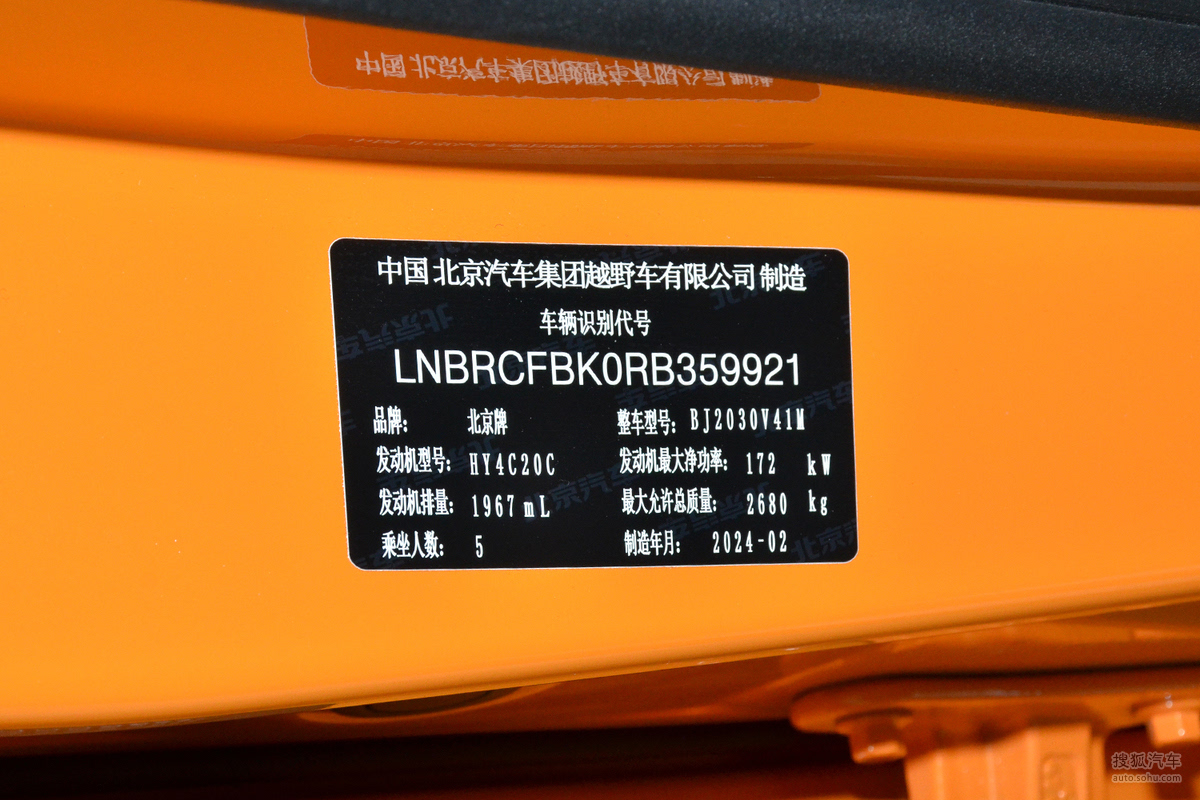 中国 北京汽车集团越野车有限公司 制造
车辆识别代号
LNBRCFBK0RB359921
品牌: 北京牌 整车型号: BJ2030V41M
发动机型号: HY4C20C 发动机最大净功率: 172 kW
发动机排量: 1967 mL 最大允许总质量: 2680 kg
乘坐人数: 5 制造年月: 2024-02
搜狐汽车
auto.sohu.com